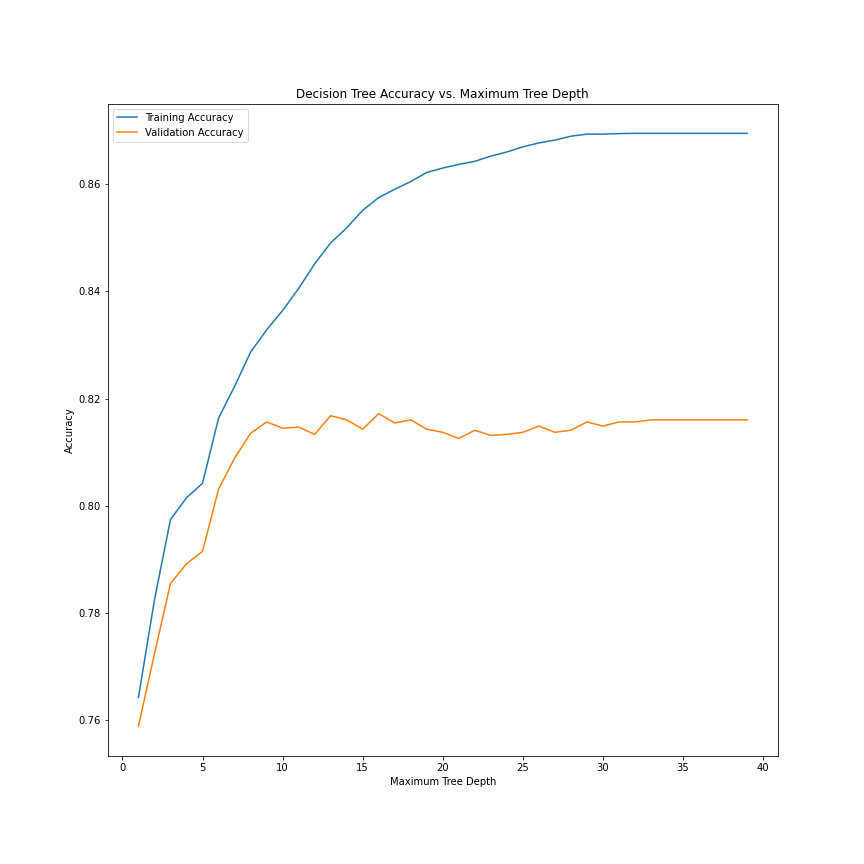 Decision Tree Accuracy vs. Maximum Tree Depth
Training Accuracy
Validation Accuracy
Accuracy
0.86
0.84
0.82
0.80
0.78
0.76
0 5 10 15 20 25 30 35 40
Maximum Tree Depth